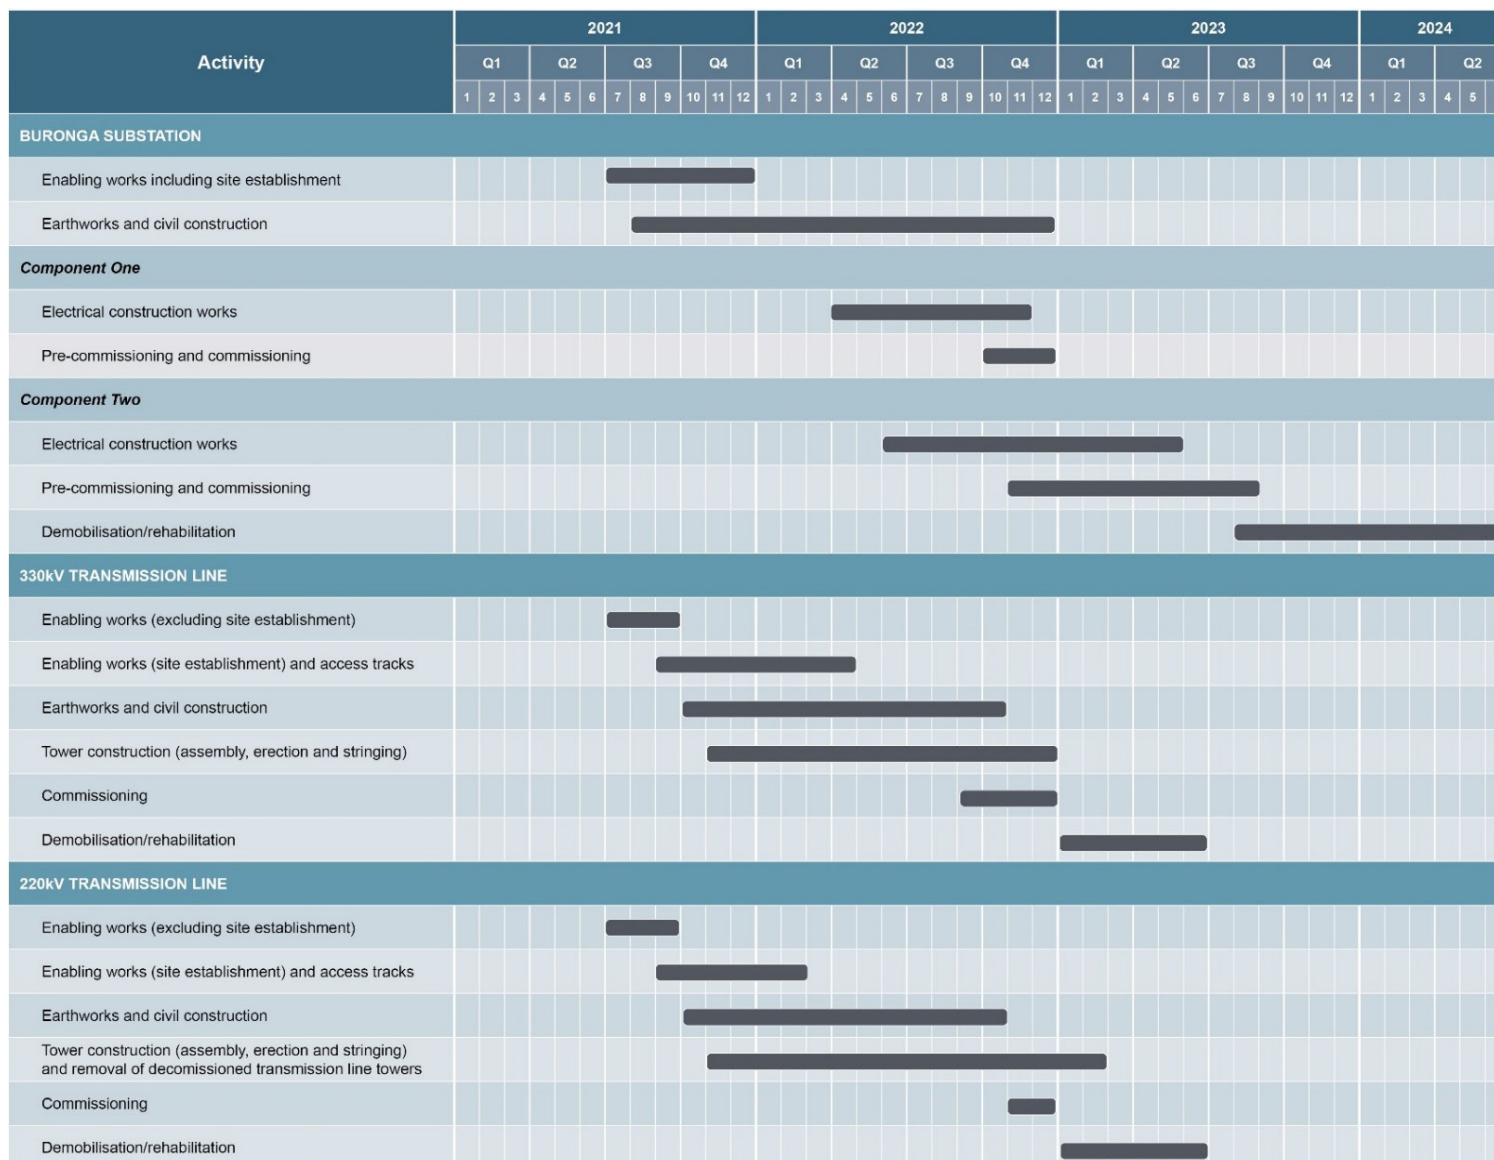 Activity
2021 2022 2023 2024
Q1 Q2 Q3 Q4 Q1 Q2 Q3 Q4 Q1 Q2 Q3 Q4 Q1 Q2
1 2 3 4 5 6 7 8 9 10 11 12 1 2 3 4 5 6 7 8 9 10 11 12 1 2 3 4 5 6 7 8 9 10 11 12 1 2 3 4 5
BURONGA SUBSTATION
Enabling works including site establishment
Earthworks and civil construction
Component One
Electrical construction works
Pre-commissioning and commissioning
Component Two
Electrical construction works
Pre-commissioning and commissioning
Demobilisation/rehabilitation
330kV TRANSMISSION LINE
Enabling works (excluding site establishment)
Enabling works (site establishment) and access tracks
Earthworks and civil construction
Tower construction (assembly, erection and stringing)
Commissioning
Demobilisation/rehabilitation
220kV TRANSMISSION LINE
Enabling works (excluding site establishment)
Enabling works (site establishment) and access tracks
Earthworks and civil construction
Tower construction (assembly, erection and stringing)
and removal of decomissioned transmission line towers
Commissioning
Demobilisation/rehabilitation